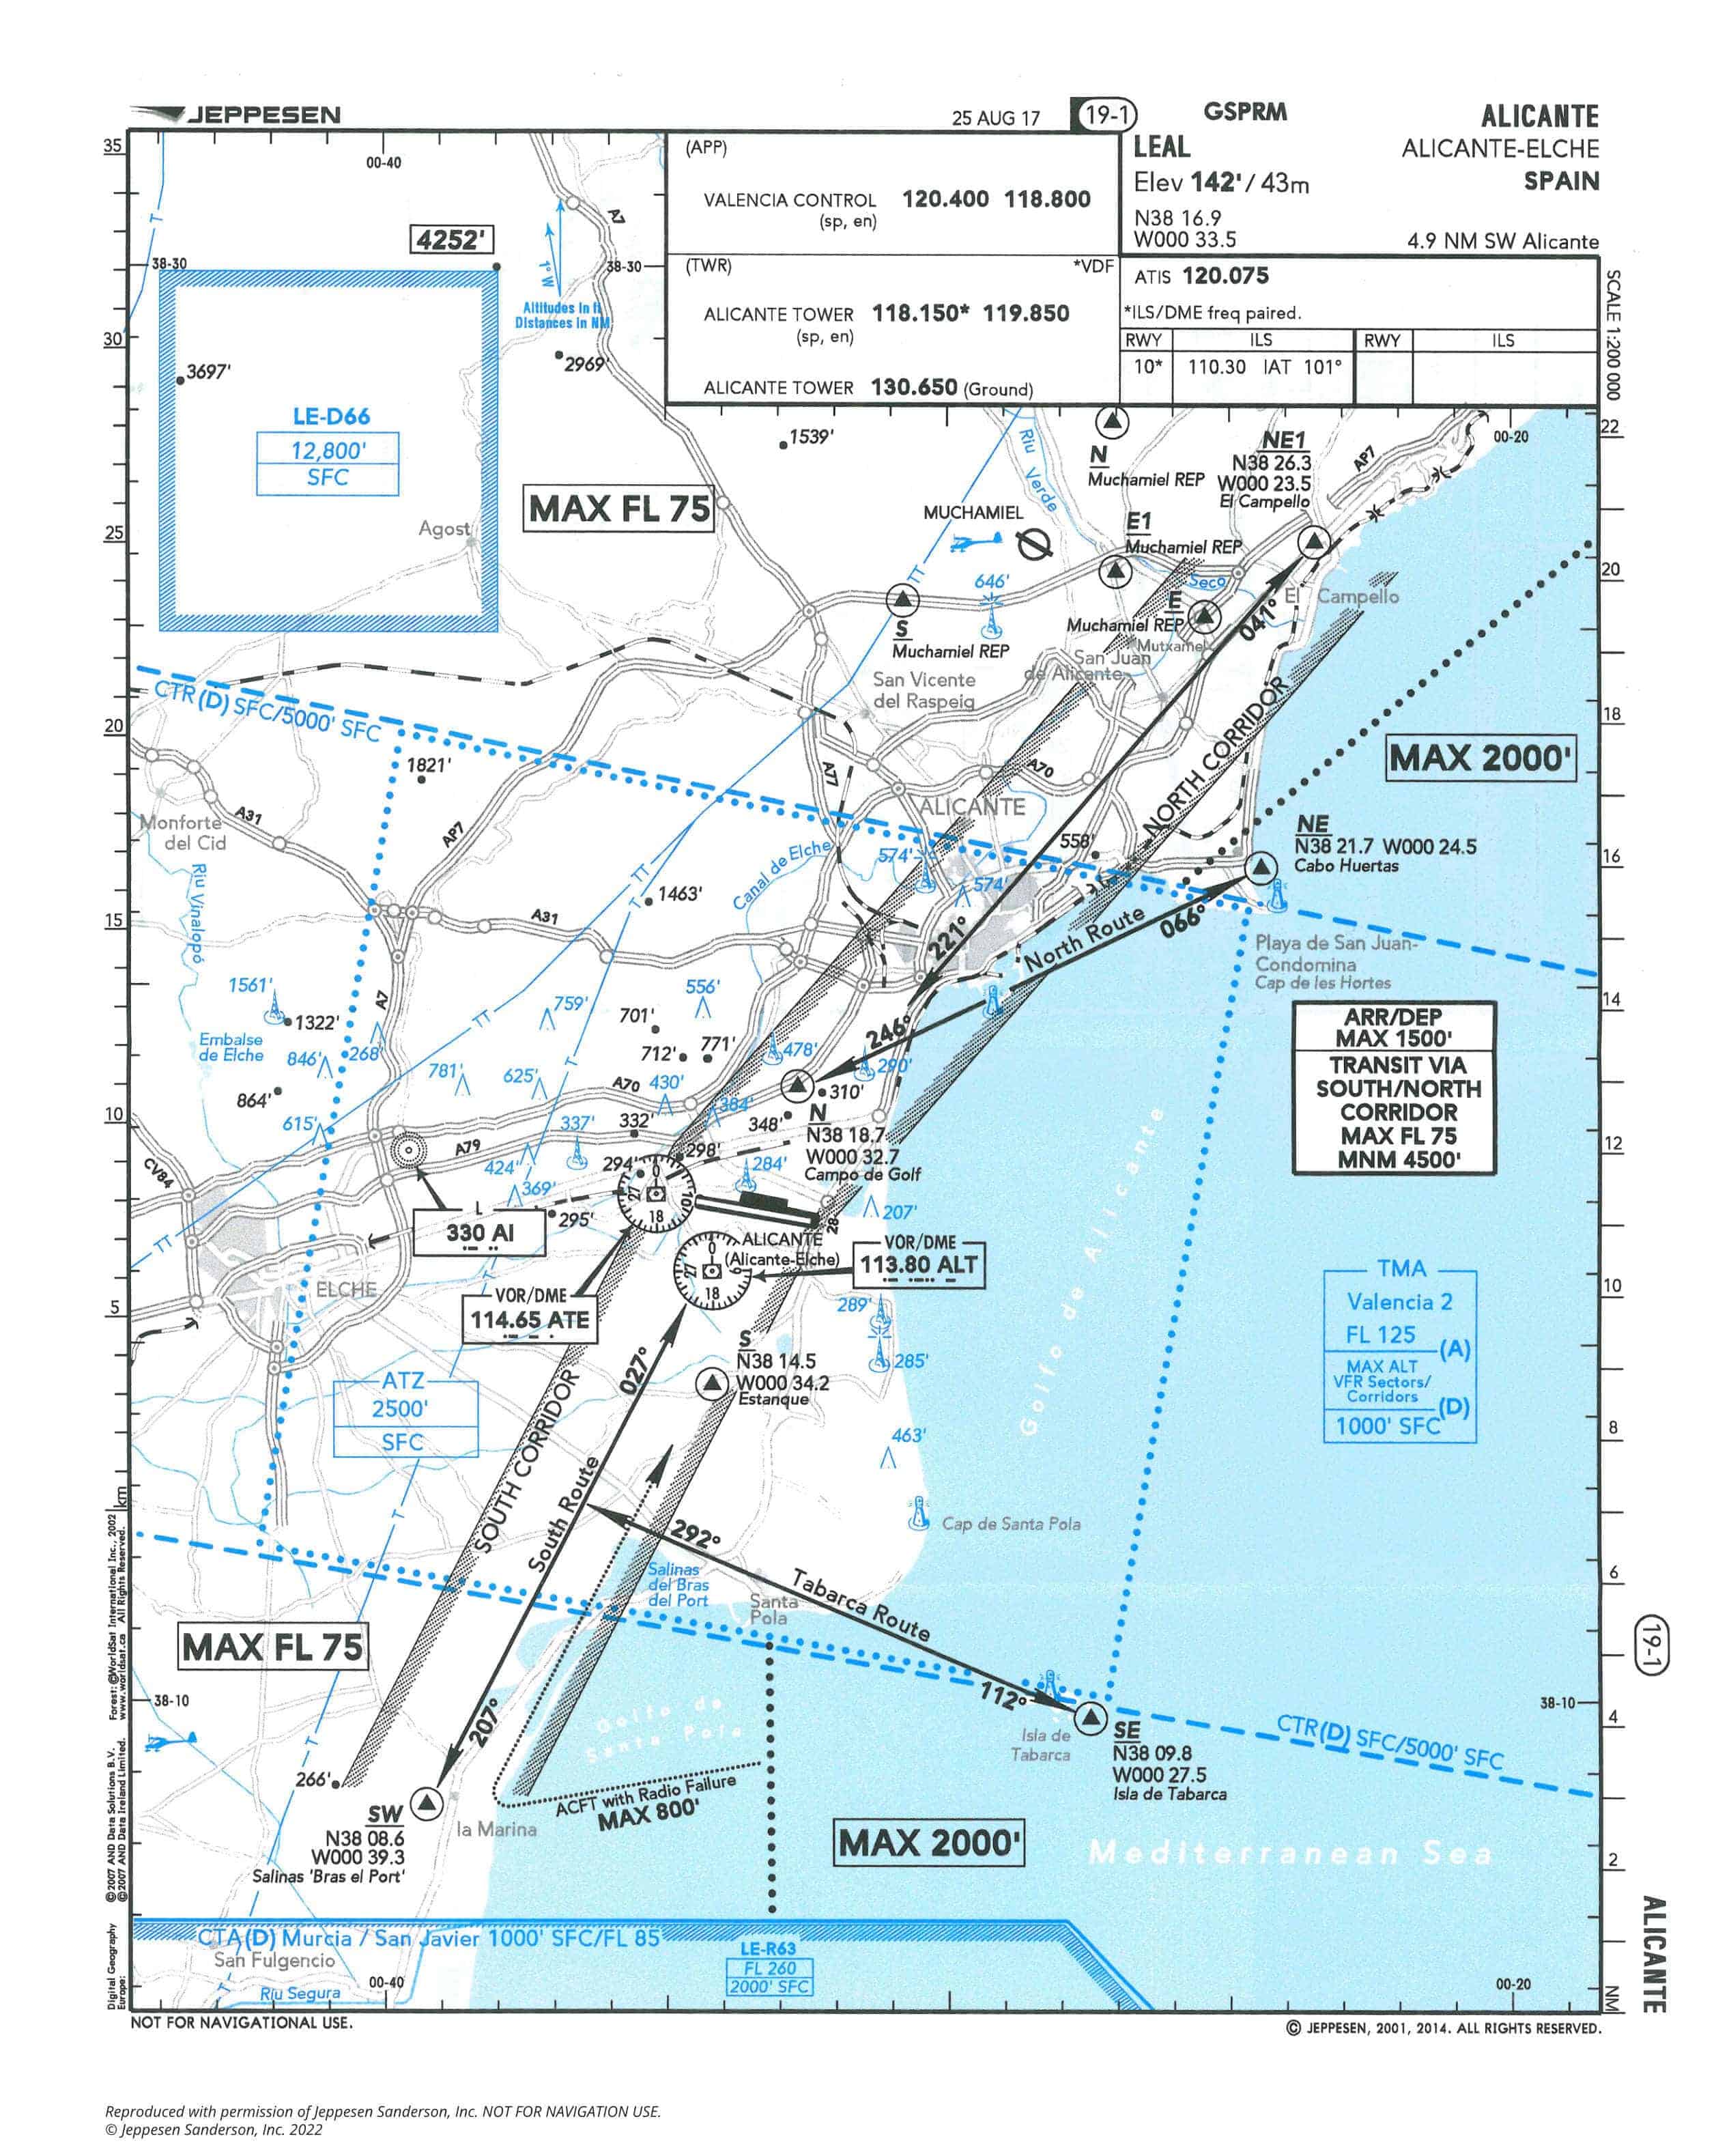 JEPPESEN
25 AUG 17
19-1
GSPRM
ALICANTE
ALICANTE-ELCHE
SPAIN
LEAL
Elev 142'/ 43m
N38 16.9
W000 33.5
4.9 NM SW Alicante
(APP)
VALENCIA CONTROL 120.400 118.800
(sp, en)
(TWR)
*VDF
ALICANTE TOWER 118.150* 119.850
(sp, en)
ALICANTE TOWER 130.650 (Ground)
ATIS 120.075
*ILS/DME freq paired.
RWY ILS RWY ILS
10* 110.30 IAT 101°
SCALE 1:200 000
35
30
25
20
15
10
5
km
00-40
38-30
38-30
4252'
1°W
Altitudes in ft
Distances in NM
A7
3697'
2969'
1539'
LE-D66
12,800'
SFC
MAX FL 75
Agost
T
TT
Riu Verde
N
Muchamiel REP
NE1
N38 26.3
W000 23.5
El Campello
AP7
00-20
22
20
18
16
14
12
10
8
6
4
2
NM
MUCHAMIEL
E1
Muchamiel REP
646'
Seco
S
Muchamiel REP
E
Muchamiel REP
Mutxamel
El Campello
041°
San Juan
de Alicante
San Vicente
del Raspeig
CTR(D) SFC/5000' SFC
1821'
A77
A70
NORTH CORRIDOR
MAX 2000'
Monforte
del Cid
A31
AP7
ALICANTE
Canal de Elche
574'
574'
558'
NE
N38 21.7 W000 24.5
Cabo Huertas
TT
T
1463'
A31
Riu Vinalopó
221°
North Route
066°
Playa de San Juan-
Condomina
Cap de les Hortes
1561'
1322'
Embalse
de Elche
846'
268'
A7
TT
759'
556'
701'
712'
771'
478'
246°
290'
864'
781'
625'
T
A70
430'
384'
310'
348'
615'
337'
332'
N
N38 18.7
W000 32.7
Campo de Golf
ARR/DEP
MAX 1500'
TRANSIT VIA
SOUTH/NORTH
CORRIDOR
MAX FL 75
MNM 4500'
CV84
A79
424'
369'
294'
298'
284'
0
10
18
27
28
207'
295'
L
330 AI
TT
ALICANTE
(Alicante-Elche)
0
18
27
VOR/DME
113.80 ALT
ELCHE
VOR/DME
114.65 ATE
289'
285'
TMA
Valencia 2
FL 125
(A)
MAX ALT
VFR Sectors/
Corridors
(D)
1000' SFC
S
N38 14.5
W000 34.2
Estanque
027°
T
ATZ
2500'
SFC
SOUTH CORRIDOR
South Route
463'
Golfo de Alicante
Cap de Santa Pola
292°
T
Salinas
del Bras
del Port
Santa
Pola
Tabarca Route
MAX FL 75
38-10
38-10
207°
Golfo de
Santa Pola
112°
Isla de
Tabarca
SE
N38 09.8
W000 27.5
Isla de Tabarca
CTR(D) SFC/5000' SFC
266'
SW
N38 08.6
W000 39.3
Salinas 'Bras el Port'
la Marina
ACFT with Radio Failure
MAX 800'
MAX 2000'
Mediterranean Sea
CTA(D) Murcia / San Javier 1000' SFC/FL 85
San Fulgencio
LE-R63
FL 260
2000' SFC
T
00-40
Riu Segura
00-20
19-1
ALICANTE
Digital Geography
Europe:
©2007 AND Data Solutions B.V.
©2007 AND Data Ireland Limited.
Forest: ©WorldSat International Inc., 2002
www.worldsat.ca All Rights Reserved.
NOT FOR NAVIGATIONAL USE.
© JEPPESEN, 2001, 2014. ALL RIGHTS RESERVED.
Reproduced with permission of Jeppesen Sanderson, Inc. NOT FOR NAVIGATION USE.
© Jeppesen Sanderson, Inc. 2022